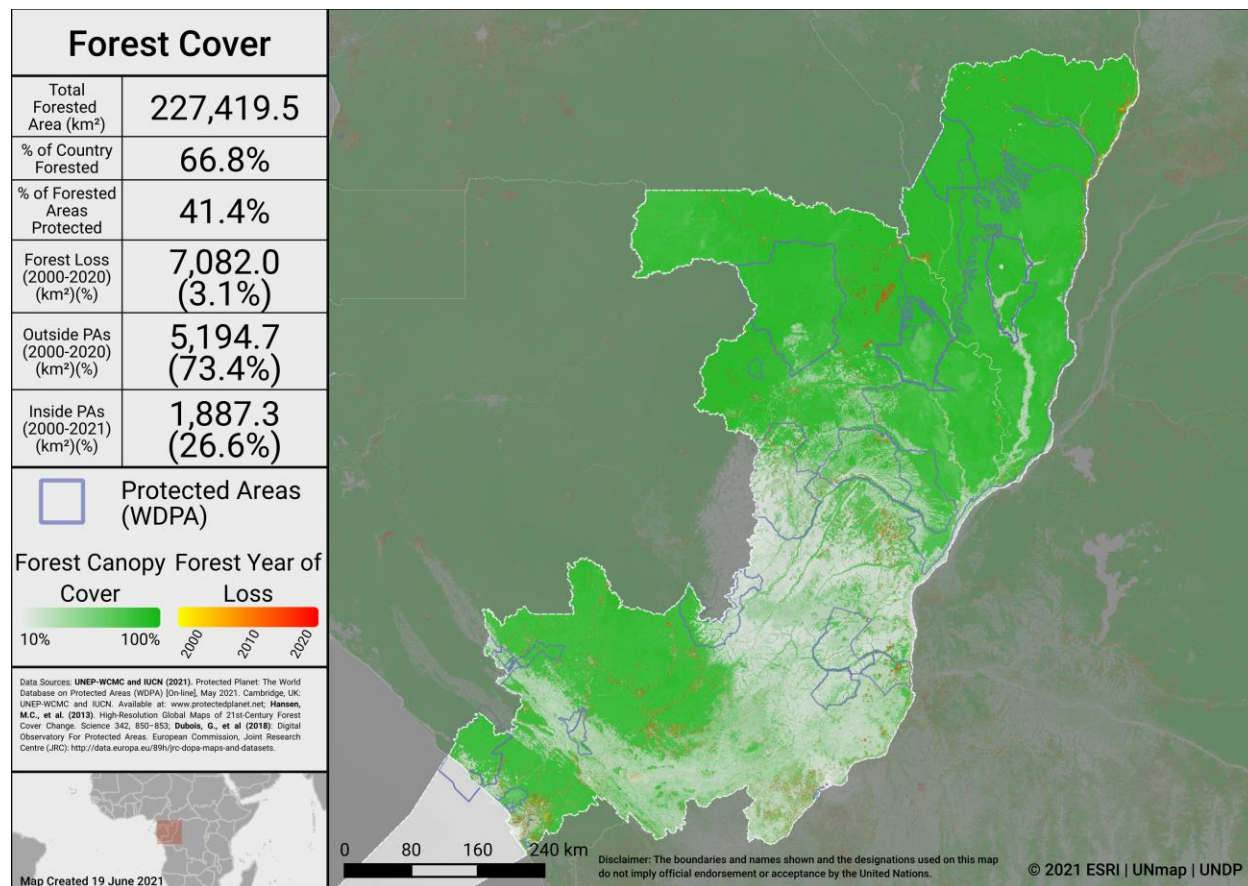 Forest Cover
Total
Forested
Area (km²)
227,419.5
% of Country
Forested
66.8%
% of Forested
Areas
Protected
41.4%
Forest Loss
(2000-2020)
(km²)(%)
7,082.0
(3.1%)
Outside PAs
(2000-2020)
(km²)(%)
5,194.7
(73.4%)
Inside PAs
(2000-2021)
(km²)(%)
1,887.3
(26.6%)
Protected Areas
(WDPA)
Forest Canopy
Cover
10%
100%
Forest Year of
Loss
2000
2010
2020
Data Sources: UNEP-WCMC and IUCN (2021). Protected Planet: The World
Database on Protected Areas (WDPA) [On-line], May 2021. Cambridge, UK:
UNEP-WCMC and IUCN. Available at: www.protectedplanet.net; Hansen,
M.C., et al. (2013). High-Resolution Global Maps of 21st-Century Forest
Cover Change. Science 342, 850–853; Dubois, G., et al (2018): Digital
Observatory For Protected Areas. European Commission, Joint Research
Centre (JRC): http://data.europa.eu/89h/jrc-dopa-maps-and-datasets.
Map Created 19 June 2021
0
80
160
240 km
Disclaimer: The boundaries and names shown and the designations used on this map
do not imply official endorsement or acceptance by the United Nations.
© 2021 ESRI | UNmap | UNDP